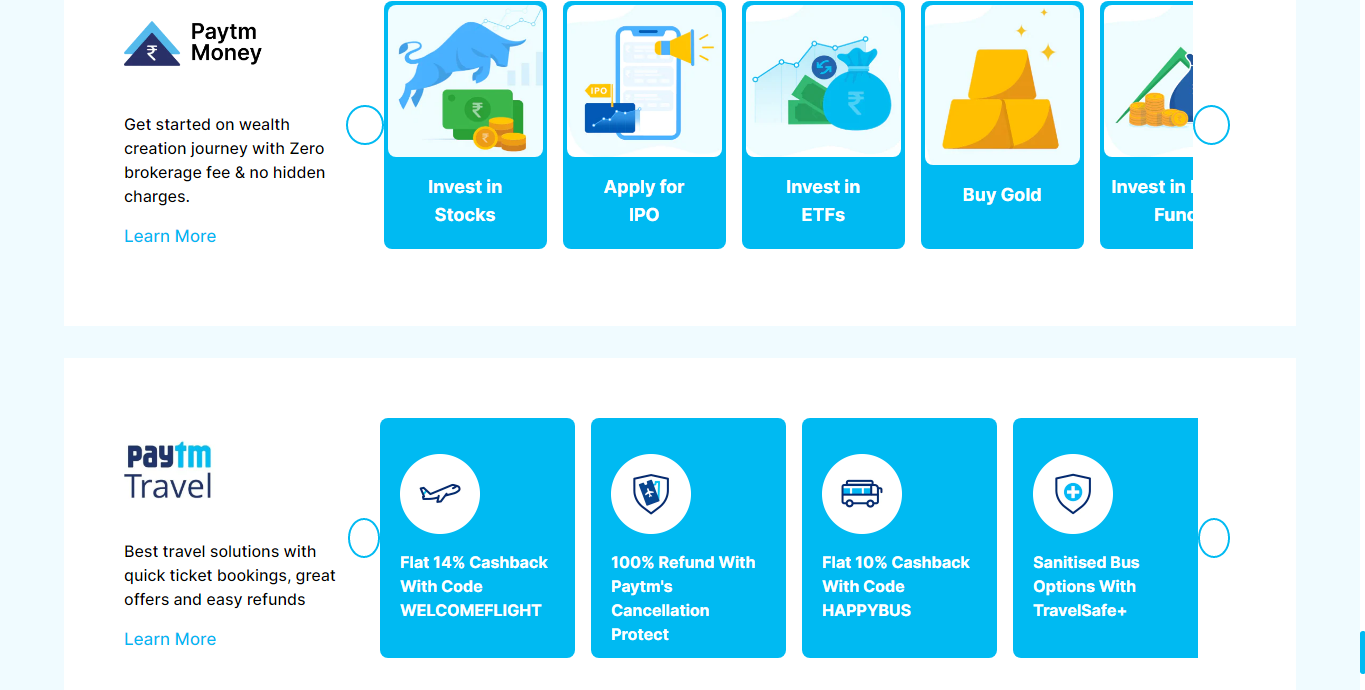 Paytm
Money
Get started on wealth
creation journey with Zero
brokerage fee & no hidden
charges.
Learn More
₹
₹
₹
Invest in
Stocks
IPO
Apply for
IPO
₹
Invest in
ETFs
Buy Gold
Invest in
paytm
Travel
Best travel solutions with
quick ticket bookings, great
offers and easy refunds
Learn More
Flat 14% Cashback
With Code
WELCOMEFLIGHT
100% Refund With
Paytm's
Cancellation
Protect
Flat 10% Cashback
With Code
HAPPYBUS
Sanitised Bus
Options With
TravelSafe+